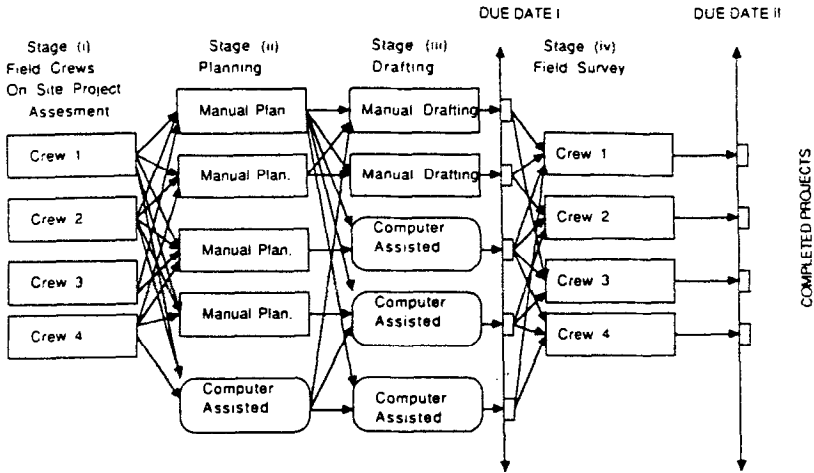 DUE DATE I
DUE DATE II
Stage (i)
Field Crews
On Site Project
Assesment
Stage (ii)
Planning
Stage (iii)
Drafting
Stage (iv)
Field Survey
Crew 1
Crew 2
Crew 3
Crew 4
Manual Plan
Manual Plan.
Manual Plan.
Manual Plan.
Computer
Assisted
Manual Drafting
Manual Drafting
Computer
Assisted
Computer
Assisted
Computer
Assisted
Crew 1
Crew 2
Crew 3
Crew 4
COMPLETED PROJECTS